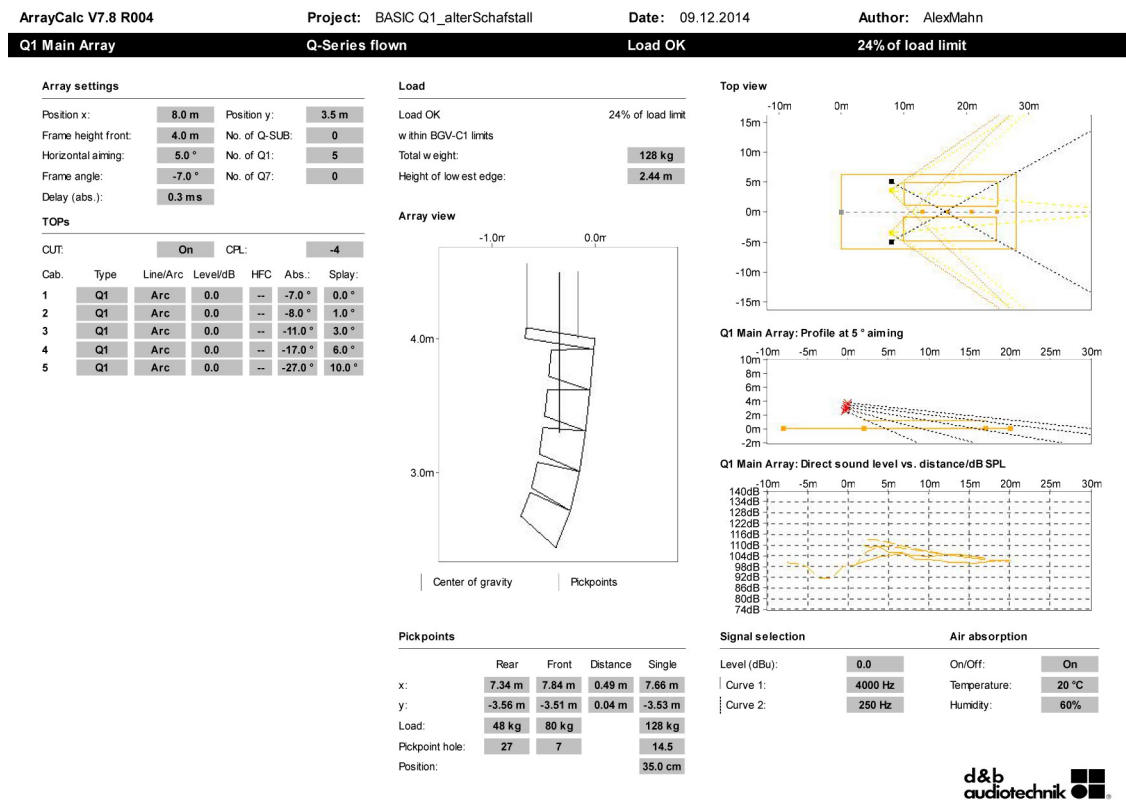 ArrayCalc V7.8 R004 Project: BASIC Q1_alterSchafstall Date: 09.12.2014 Author: AlexMahn
Q1 Main Array Q-Series flown Load OK 24% of load limit
Array settings
Position x: 8.0 m Position y: 3.5 m
Frame height front: 4.0 m No. of Q-SUB: 0
Horizontal aiming: 5.0 ° No. of Q1: 5
Frame angle: -7.0 ° No. of Q7: 0
Delay (abs.): 0.3 ms
TOPs
CUT: On CPL: -4
Cab. Type Line/Arc Level/dB HFC Abs.: Splay:
1 Q1 Arc 0.0 -- -7.0 ° 0.0 °
2 Q1 Arc 0.0 -- -8.0 ° 1.0 °
3 Q1 Arc 0.0 -- -11.0 ° 3.0 °
4 Q1 Arc 0.0 -- -17.0 ° 6.0 °
5 Q1 Arc 0.0 -- -27.0 ° 10.0 °
Load
Load OK 24% of load limit
within BGV-C1 limits
Total weight: 128 kg
Height of lowest edge: 2.44 m
Array view
-1.0m 0.0m
4.0m
3.0m
Center of gravity Pickpoints
Pickpoints
Rear Front Distance Single
x: 7.34 m 7.84 m 0.49 m 7.66 m
y: -3.56 m -3.51 m 0.04 m -3.53 m
Load: 48 kg 80 kg 128 kg
Pickpoint hole: 27 7 14.5
Position: 35.0 cm
Top view
-10m 0m 10m 20m 30m
15m
10m
5m
0m
-5m
-10m
-15m
Q1 Main Array: Profile at 5 ° aiming
-10m -5m 0m 5m 10m 15m 20m 25m 30m
10m
8m
6m
4m
2m
0m
-2m
Q1 Main Array: Direct sound level vs. distance/dB SPL
-10m -5m 0m 5m 10m 15m 20m 25m 30m
140dB
134dB
128dB
122dB
116dB
110dB
104dB
98dB
92dB
86dB
80dB
74dB
Signal selection
Level (dBu): 0.0
Curve 1: 4000 Hz
Curve 2: 250 Hz
Air absorption
On/Off: On
Temperature: 20 °C
Humidity: 60%
d&b
audiotechnik ®